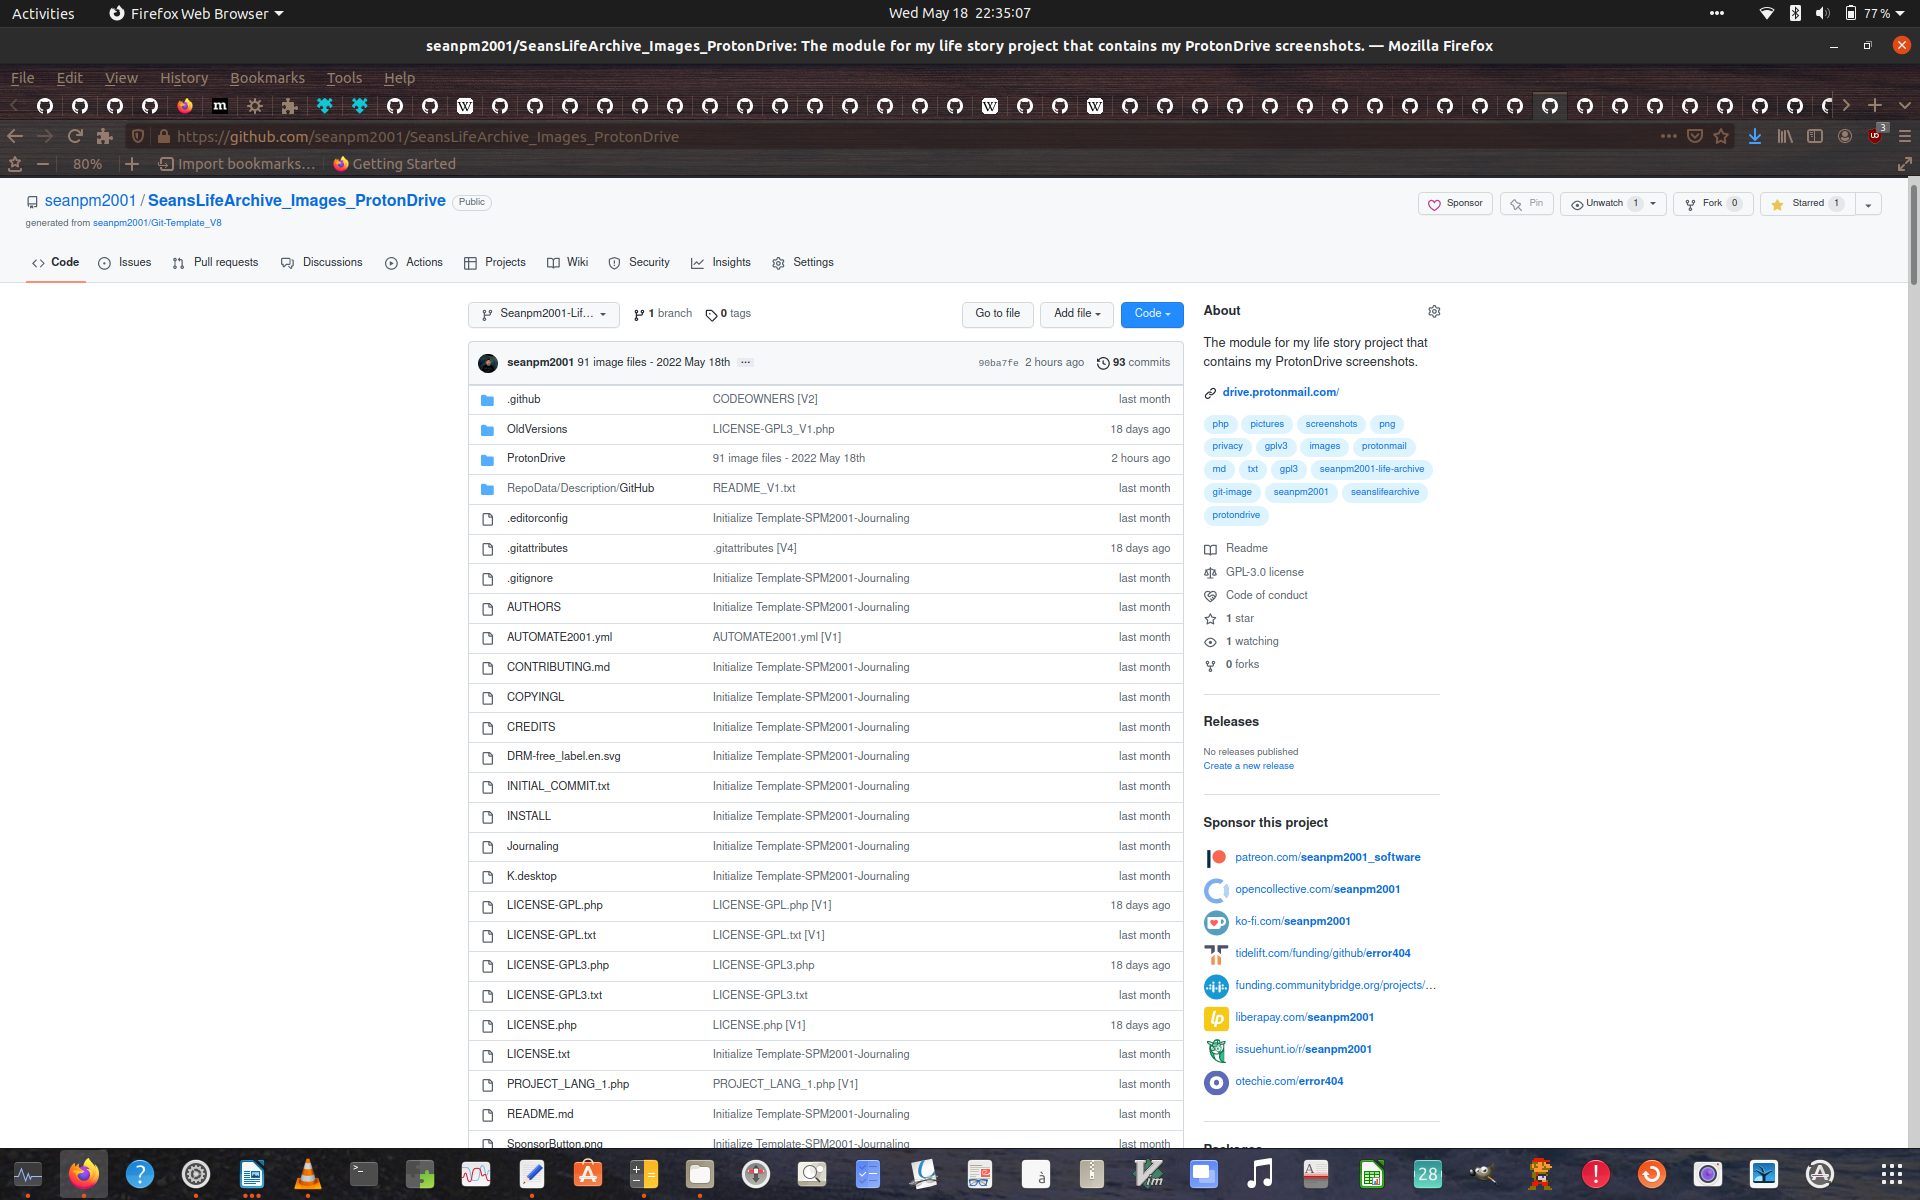 Activities
Firefox Web Browser
Wed May 18 22:35:07
77 %
seanpm2001/SeansLifeArchive_Images_ProtonDrive: The module for my life story project that contains my ProtonDrive screenshots. — Mozilla Firefox
File Edit View History Bookmarks Tools Help
https://github.com/seanpm2001/SeansLifeArchive_Images_ProtonDrive
3
80%
Import bookmarks...
Getting Started
seanpm2001 / SeansLifeArchive_Images_ProtonDrive Public
generated from seanpm2001/Git-Template_V8
Sponsor
Pin
Unwatch 1
Fork 0
Starred 1
Code
Issues
Pull requests
Discussions
Actions
Projects
Wiki
Security
Insights
Settings
Seanpm2001-Lif...
1 branch
0 tags
Go to file
Add file
Code
seanpm2001 91 image files - 2022 May 18th ... 90ba7fe 2 hours ago 93 commits
.github CODEOWNERS [V2] last month
OldVersions LICENSE-GPL3_V1.php 18 days ago
ProtonDrive 91 image files - 2022 May 18th 2 hours ago
RepoData/Description/GitHub README_V1.txt last month
.editorconfig Initialize Template-SPM2001-Journaling last month
.gitattributes .gitattributes [V4] 18 days ago
.gitignore Initialize Template-SPM2001-Journaling last month
AUTHORS Initialize Template-SPM2001-Journaling last month
AUTOMATE2001.yml AUTOMATE2001.yml [V1] last month
CONTRIBUTING.md Initialize Template-SPM2001-Journaling last month
COPYINGL Initialize Template-SPM2001-Journaling last month
CREDITS Initialize Template-SPM2001-Journaling last month
DRM-free_label.en.svg Initialize Template-SPM2001-Journaling last month
INITIAL_COMMIT.txt Initialize Template-SPM2001-Journaling last month
INSTALL Initialize Template-SPM2001-Journaling last month
Journaling Initialize Template-SPM2001-Journaling last month
K.desktop Initialize Template-SPM2001-Journaling last month
LICENSE-GPL.php LICENSE-GPL.php [V1] 18 days ago
LICENSE-GPL.txt LICENSE-GPL.txt [V1] last month
LICENSE-GPL3.php LICENSE-GPL3.php 18 days ago
LICENSE-GPL3.txt LICENSE-GPL3.txt last month
LICENSE.php LICENSE.php [V1] 18 days ago
LICENSE.txt Initialize Template-SPM2001-Journaling last month
PROJECT_LANG_1.php PROJECT_LANG_1.php [V1] last month
README.md Initialize Template-SPM2001-Journaling last month
SponsorButton.png Initialize Template-SPM2001-Journaling last month
About
The module for my life story project that
contains my ProtonDrive screenshots.
drive.protonmail.com/
php pictures screenshots png
privacy gplv3 images protonmail
md txt gpl3 seanpm2001-life-archive
git-image seanpm2001 seanslifearchive
protondrive
Readme
GPL-3.0 license
Code of conduct
1 star
1 watching
0 forks
Releases
No releases published
Create a new release
Sponsor this project
patreon.com/seanpm2001_software
opencollective.com/seanpm2001
ko-fi.com/seanpm2001
tidelift.com/funding/github/error404
funding.communitybridge.org/projects/...
liberapay.com/seanpm2001
issuehunt.io/r/seanpm2001
otechie.com/error404
Packages
28